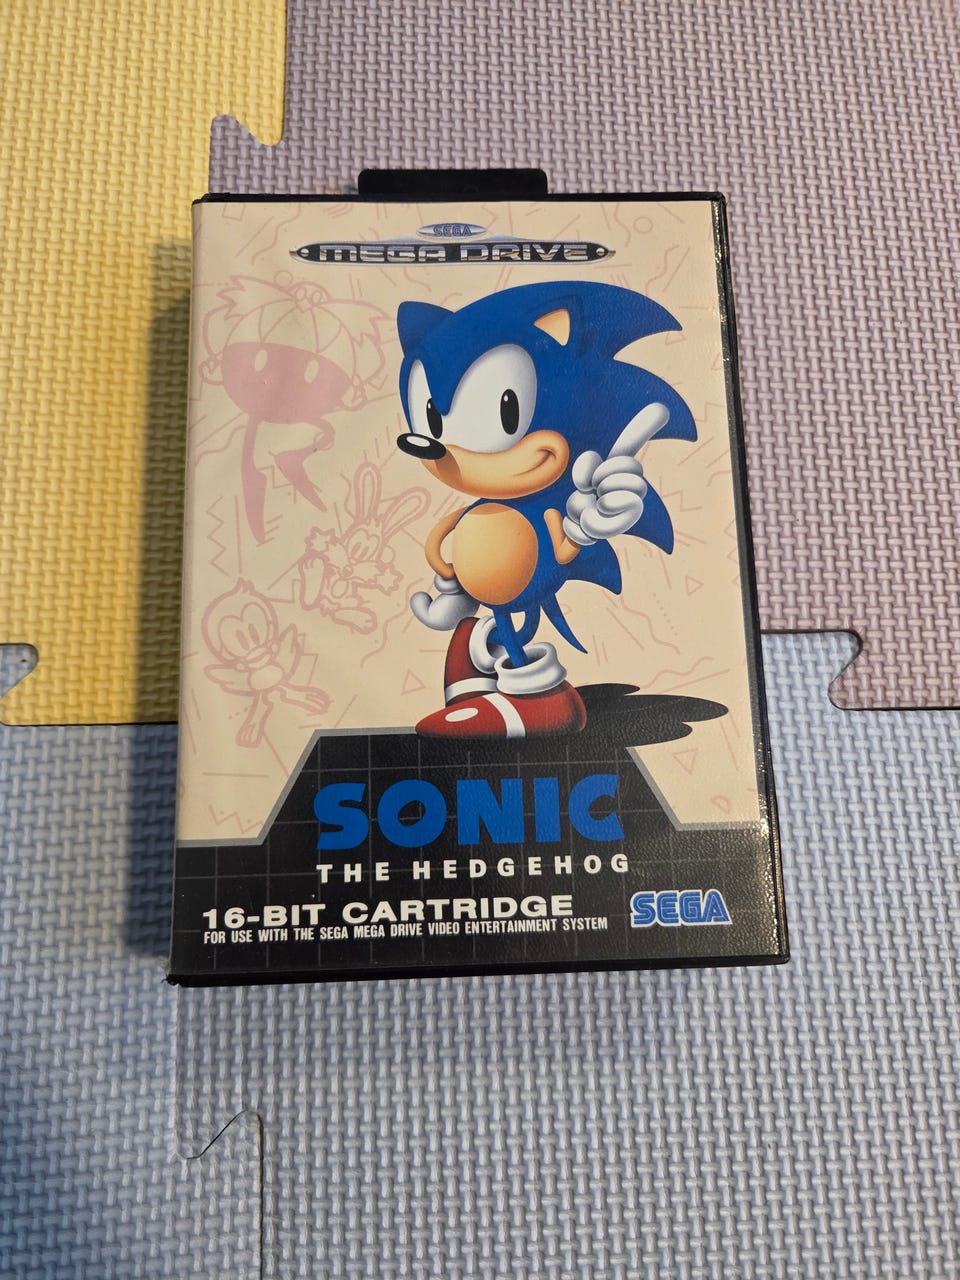 SEGA
MEGA DRIVE
SONIC
THE HEDGEHOG
16-BIT CARTRIDGE
FOR USE WITH THE SEGA MEGA DRIVE VIDEO ENTERTAINMENT SYSTEM
SEGA